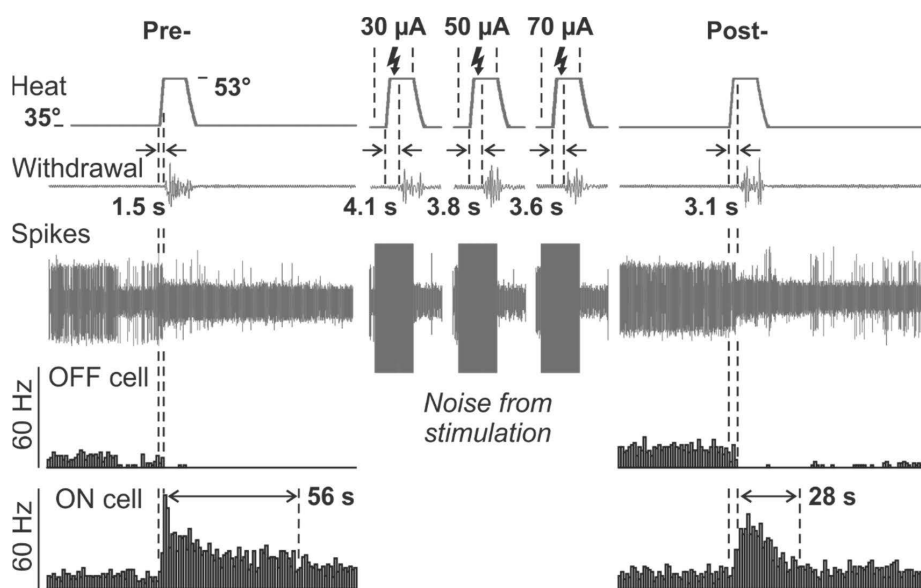 Pre-
30 µA
50 µA
70 µA
Post-
Heat
53°
35°
Withdrawal
1.5 s
4.1 s
3.8 s
3.6 s
3.1 s
Spikes
OFF cell
60 Hz
Noise from
stimulation
ON cell
60 Hz
56 s
28 s